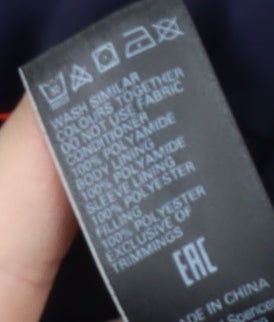 WASH SIMILAR
COLOURS TOGETHER
DO NOT USE FABRIC
CONDITIONER
100% POLYAMIDE
BODY LINING
100% POLYAMIDE
SLEEVE LINING
100% POLYESTER
FILLING
100% POLYESTER
EXCLUSIVE OF
TRIMMINGS
EAC
MADE IN CHINA
Spencer